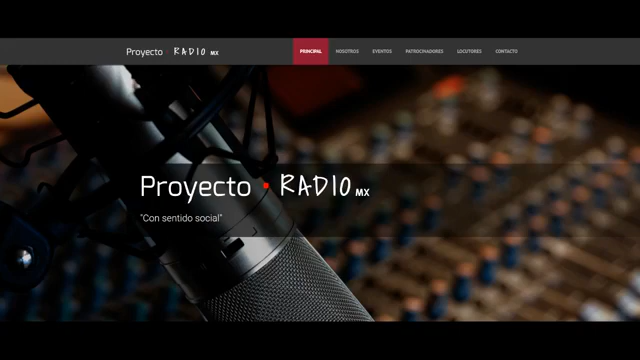 Proyecto RADIO MX
PRINCIPAL NOSOTROS EVENTOS PATROCINADORES LOCUTORES CONTACTO
Proyecto • RADIO MX
"Con sentido social"